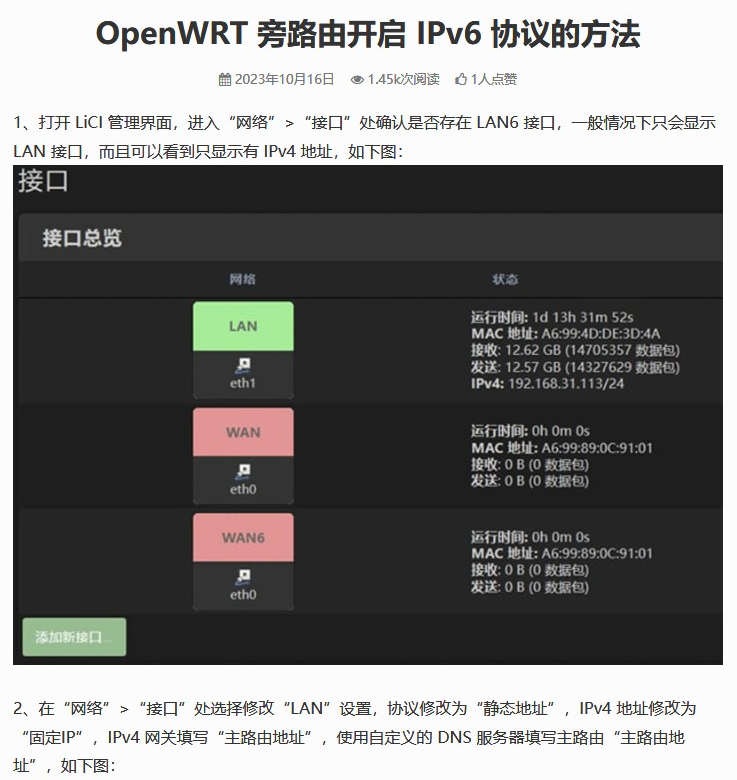 OpenWRT 旁路由开启 IPv6 协议的方法
2023年10月16日 1.45k次阅读 1人点赞
1、打开 LiCI 管理界面，进入“网络” > “接口”处确认是否存在 LAN6 接口，一般情况下只会显示
LAN 接口，而且可以看到只显示有 IPv4 地址，如下图：
接口
接口总览
网络 状态
LAN
eth1
运行时间: 1d 13h 31m 52s
MAC 地址: A6:99:4D:DE:3D:4A
接收: 12.62 GB (14705357 数据包)
发送: 12.57 GB (14327629 数据包)
IPv4: 192.168.31.113/24
WAN
eth0
运行时间: 0h 0m 0s
MAC 地址: A6:99:89:0C:91:01
接收: 0 B (0 数据包)
发送: 0 B (0 数据包)
WAN6
eth0
运行时间: 0h 0m 0s
MAC 地址: A6:99:89:0C:91:01
接收: 0 B (0 数据包)
发送: 0 B (0 数据包)
添加新接口...
2、在“网络” > “接口”处选择修改“LAN”设置，协议修改为“静态地址”，IPv4 地址修改为
“固定IP”，IPv4 网关填写“主路由地址”，使用自定义的 DNS 服务器填写主路由“主路由地
址”，如下图：